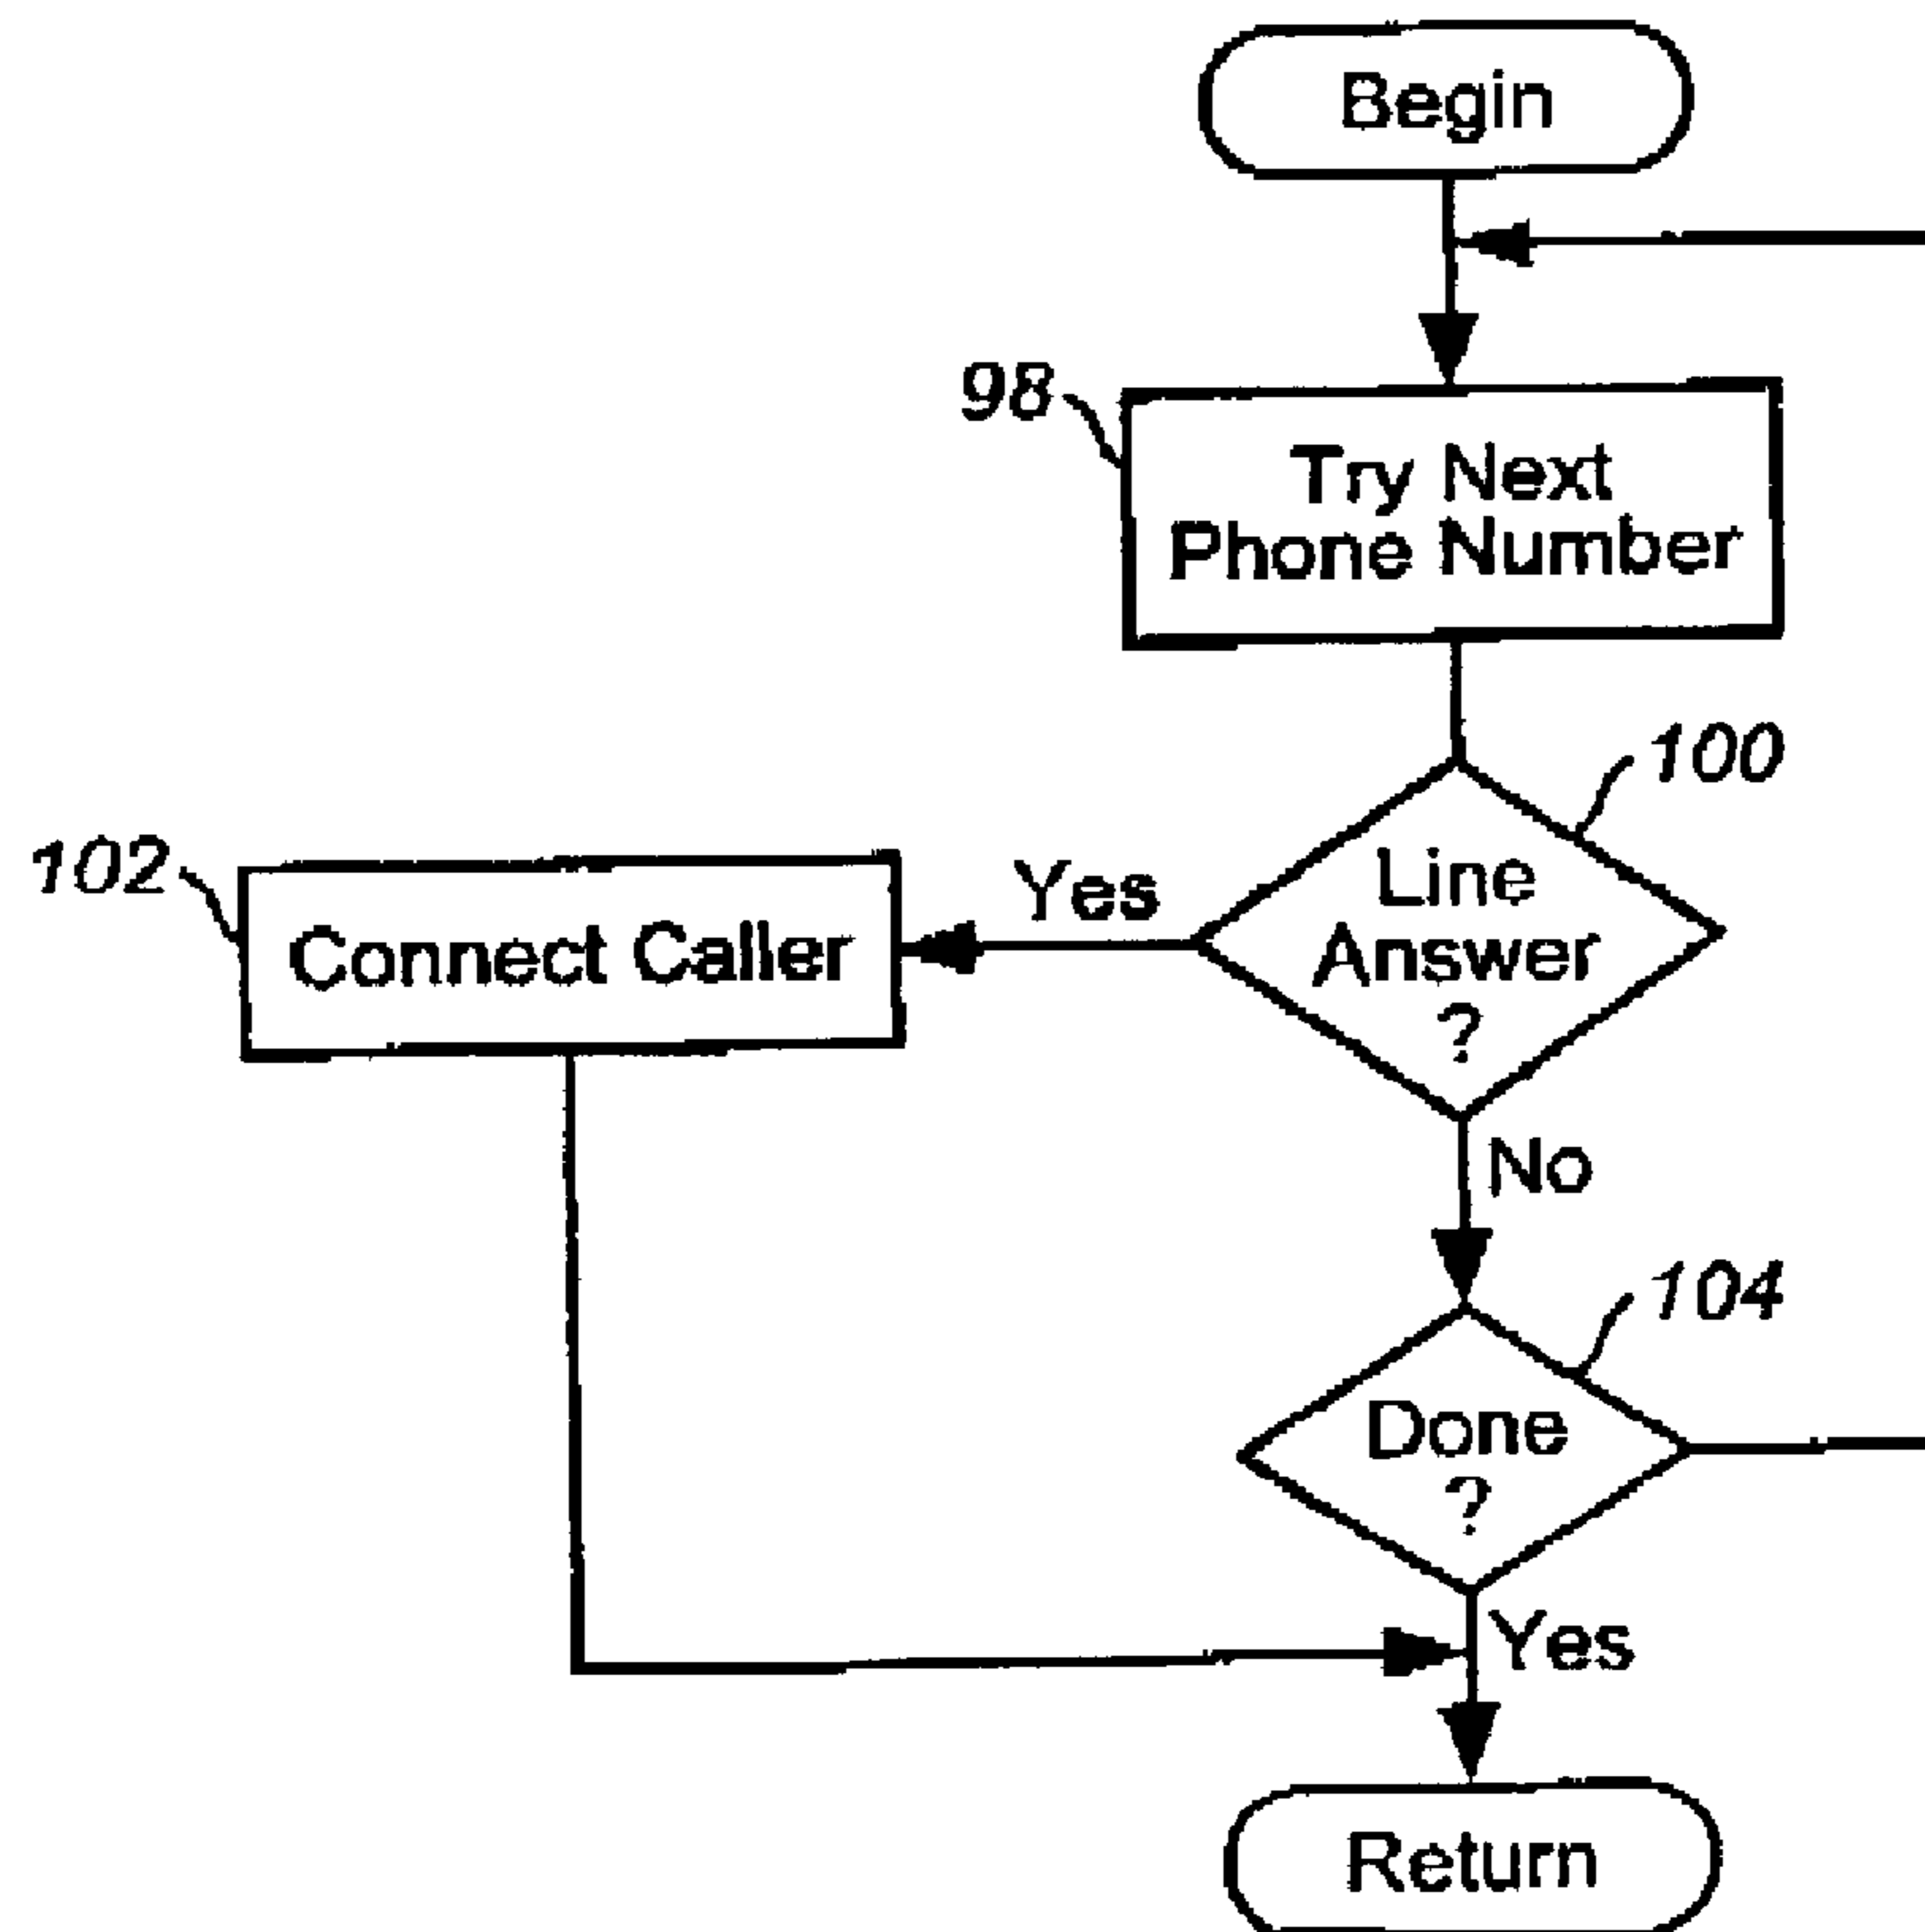 Begin
98
Try Next
Phone Number
100
Line
Answer
?
Yes
102
Connect Caller
No
104
Done
?
Yes
Return